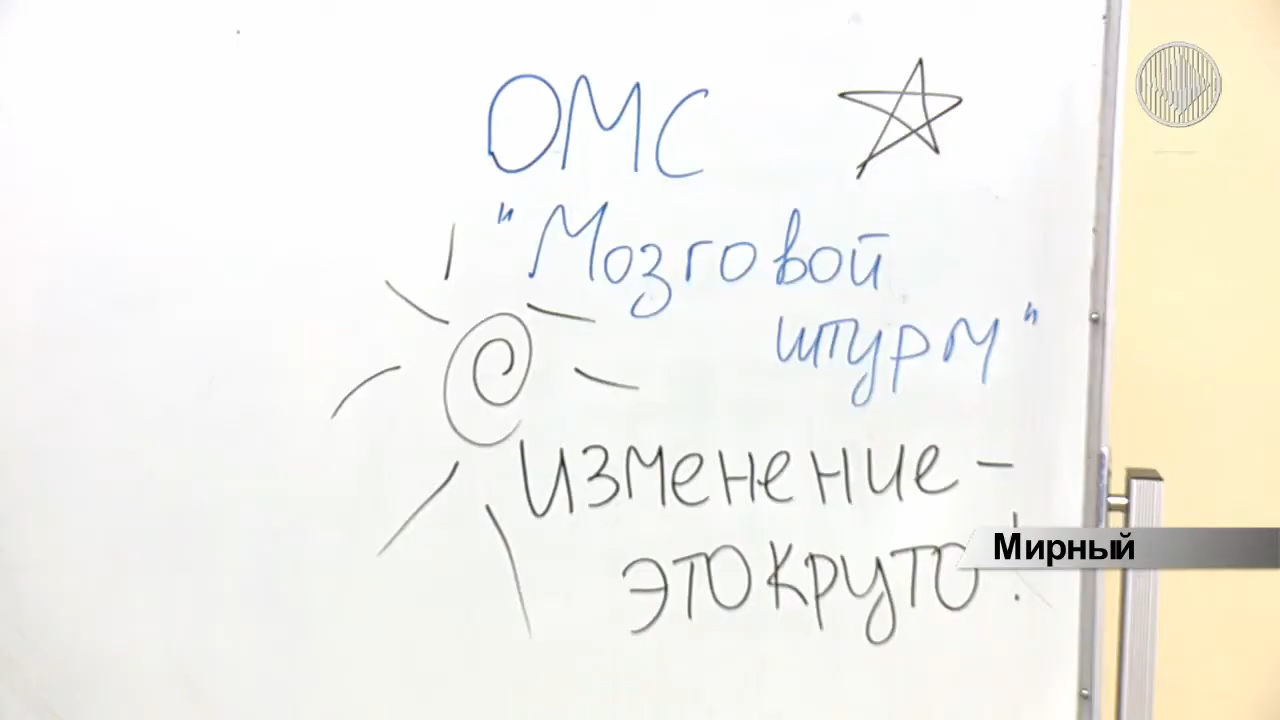 ОМС
"Мозговой
штурм"
изменение -
это круто!
Мирный